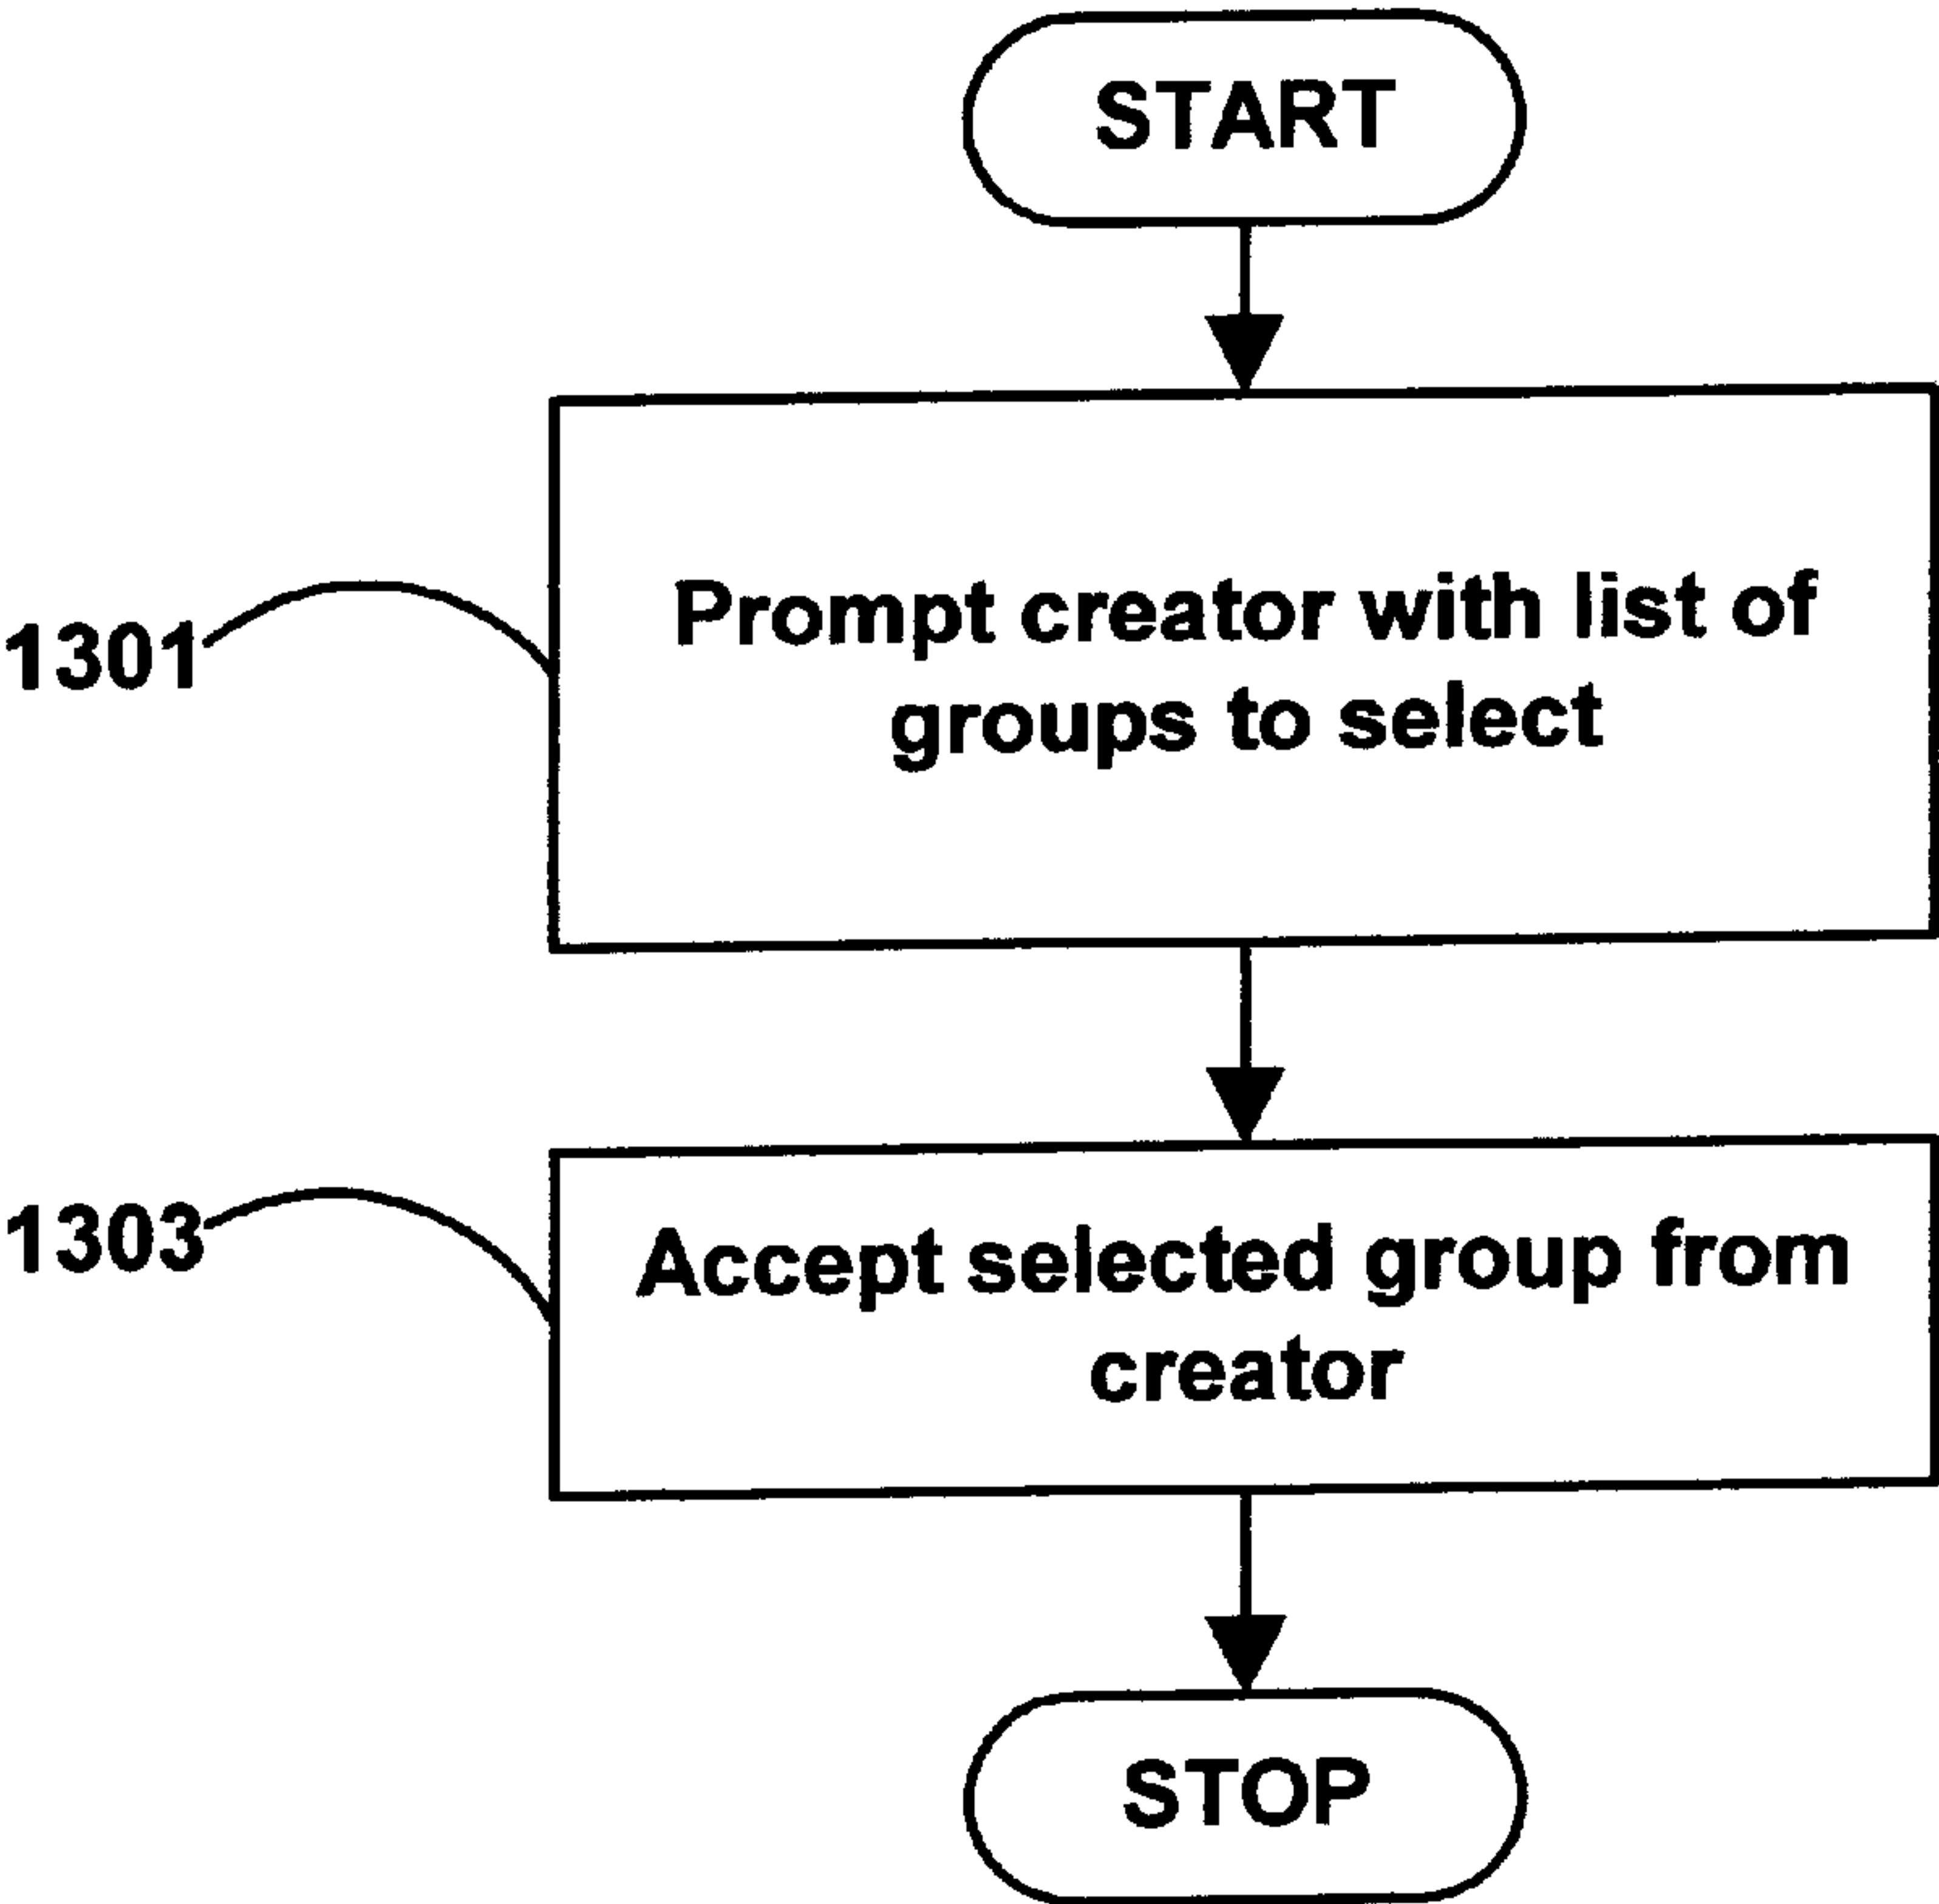 START
1301
Prompt creator with list of
groups to select
1303
Accept selected group from
creator
STOP